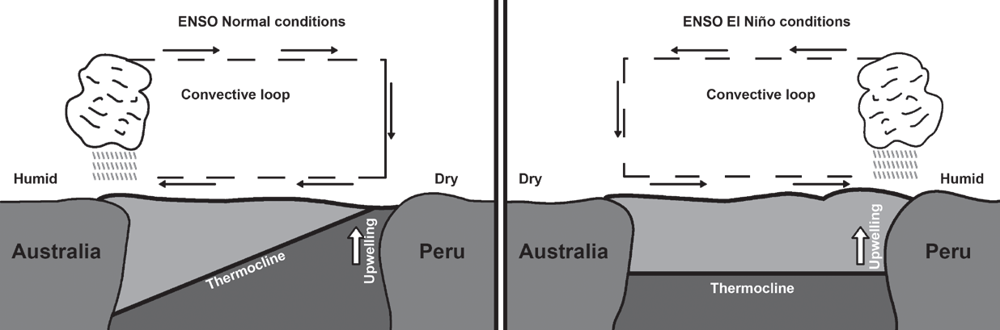 ENSO Normal conditions
Convective loop
Humid
Dry
Australia
Thermocline
Upwelling
Peru
ENSO El Niño conditions
Convective loop
Dry
Humid
Australia
Upwelling
Peru
Thermocline